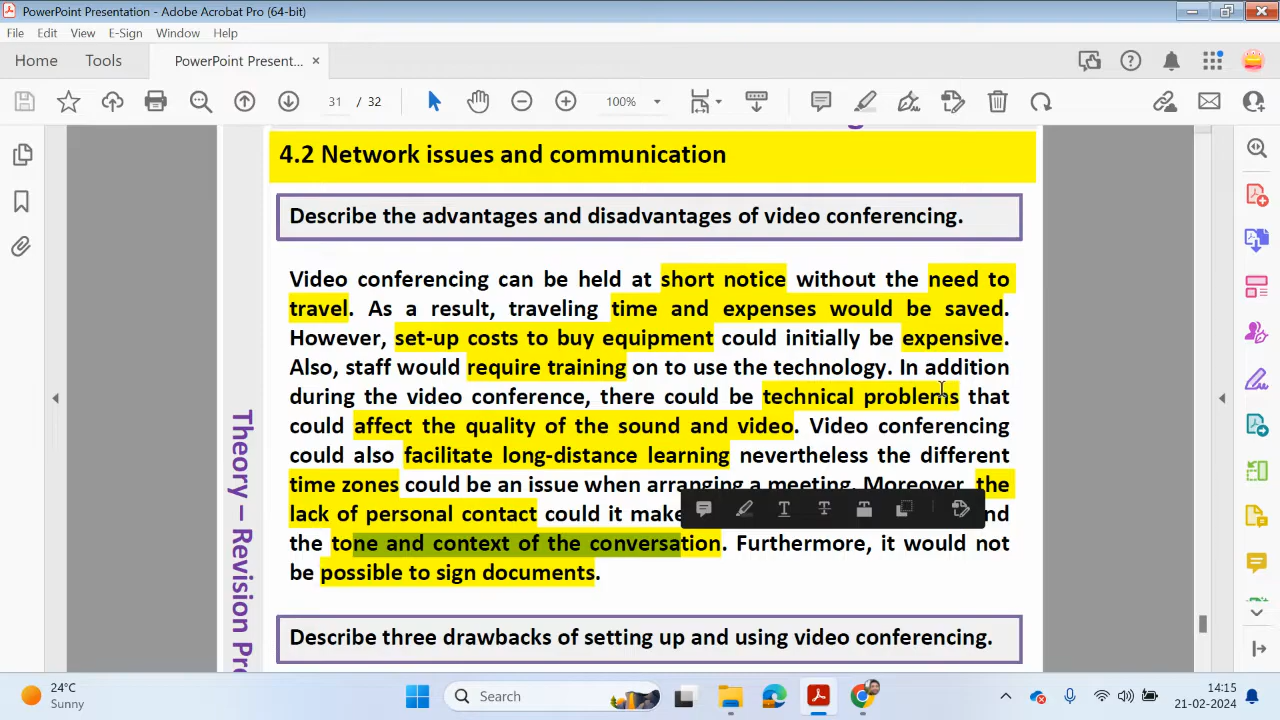 PowerPoint Presentation - Adobe Acrobat Pro (64-bit)
File Edit View E-Sign Window Help
Home Tools PowerPoint Present... ×
31 / 32 100%
4.2 Network issues and communication
Describe the advantages and disadvantages of video conferencing.
Video conferencing can be held at short notice without the need to
travel. As a result, traveling time and expenses would be saved.
However, set-up costs to buy equipment could initially be expensive.
Also, staff would require training on to use the technology. In addition
during the video conference, there could be technical problems that
could affect the quality of the sound and video. Video conferencing
could also facilitate long-distance learning nevertheless the different
time zones could be an issue when arranging a meeting. Moreover, the
lack of personal contact could it make
the tone and context of the conversation. Furthermore, it would not
be possible to sign documents.
Describe three drawbacks of setting up and using video conferencing.
Theory – Revision
24°C
Sunny
Search
14:15
21-02-2024